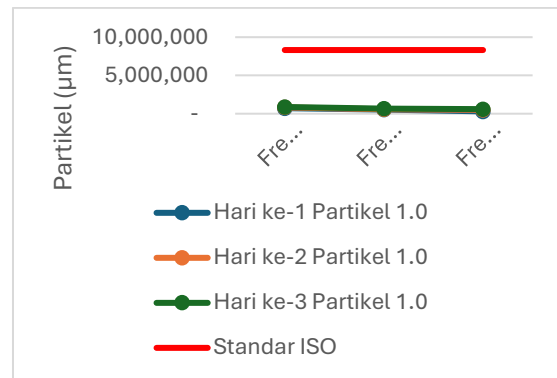 10,000,000
5,000,000
-
Partikel (µm)
Fre...
Fre...
Fre...
Hari ke-1 Partikel 1.0
Hari ke-2 Partikel 1.0
Hari ke-3 Partikel 1.0
Standar ISO